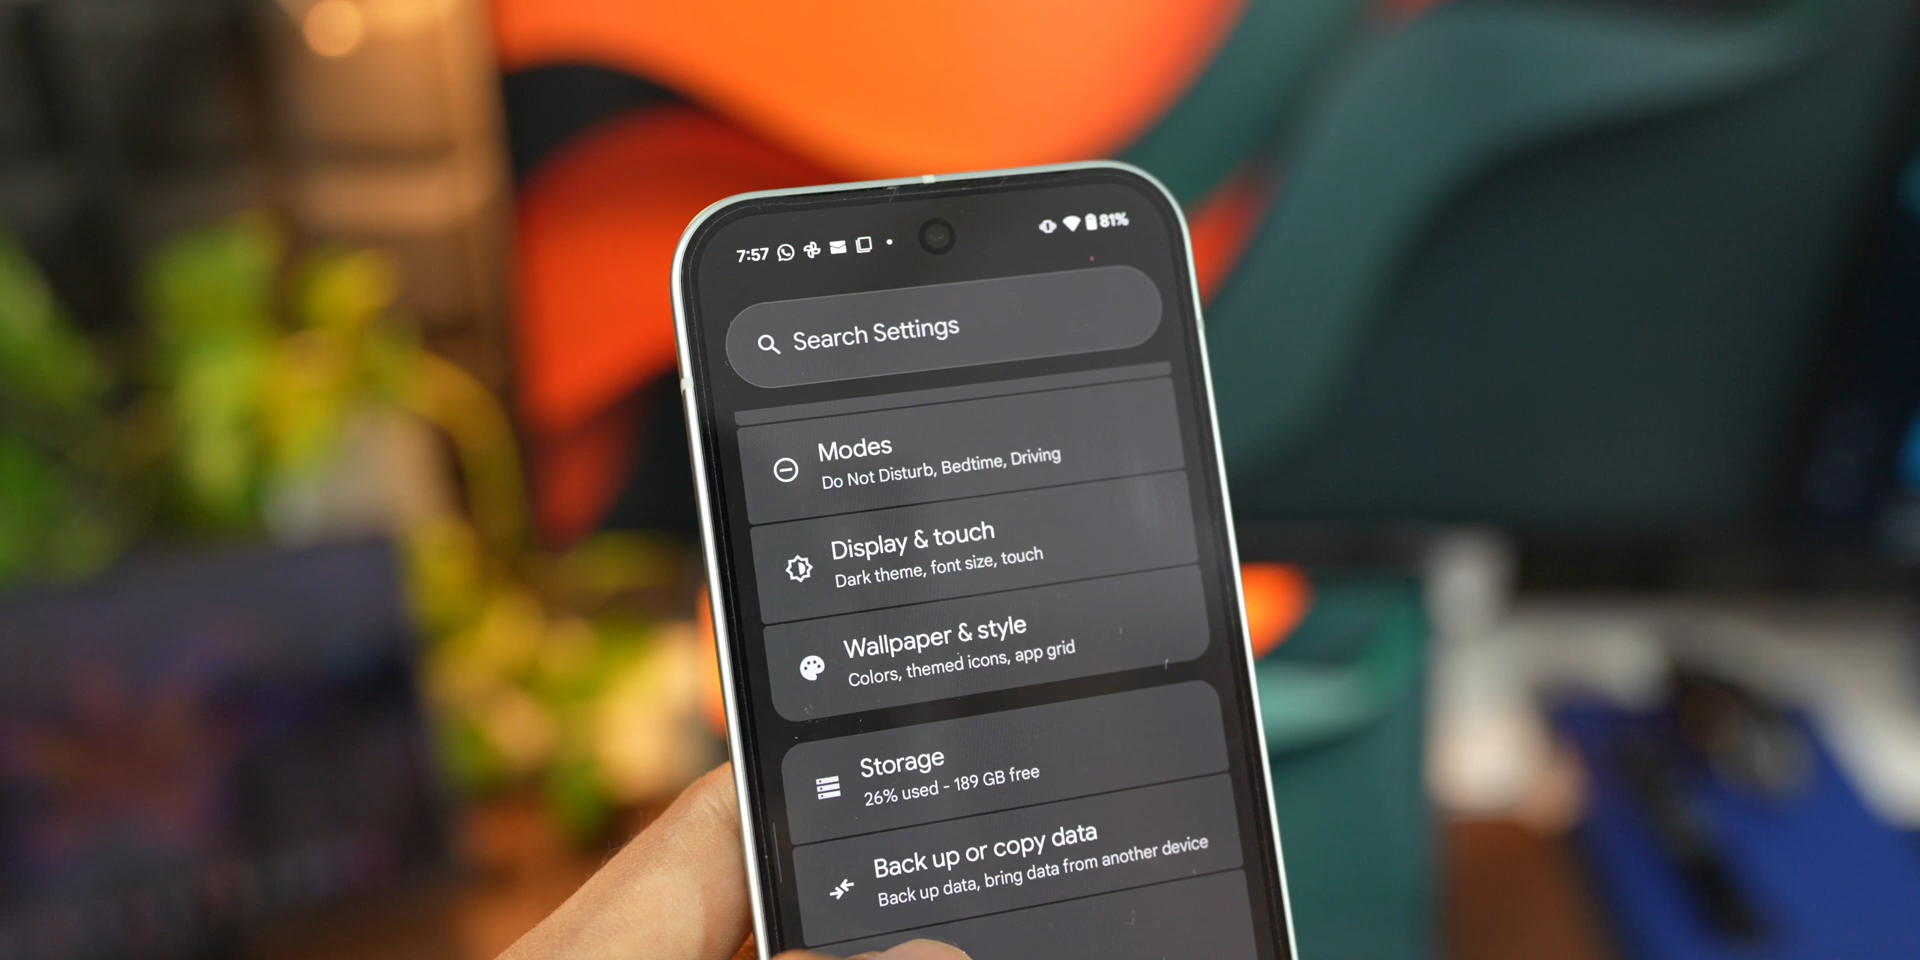 7:57 81%
Search Settings
Modes
Do Not Disturb, Bedtime, Driving
Display & touch
Dark theme, font size, touch
Wallpaper & style
Colors, themed icons, app grid
Storage
26% used - 189 GB free
Back up or copy data
Back up data, bring data from another device